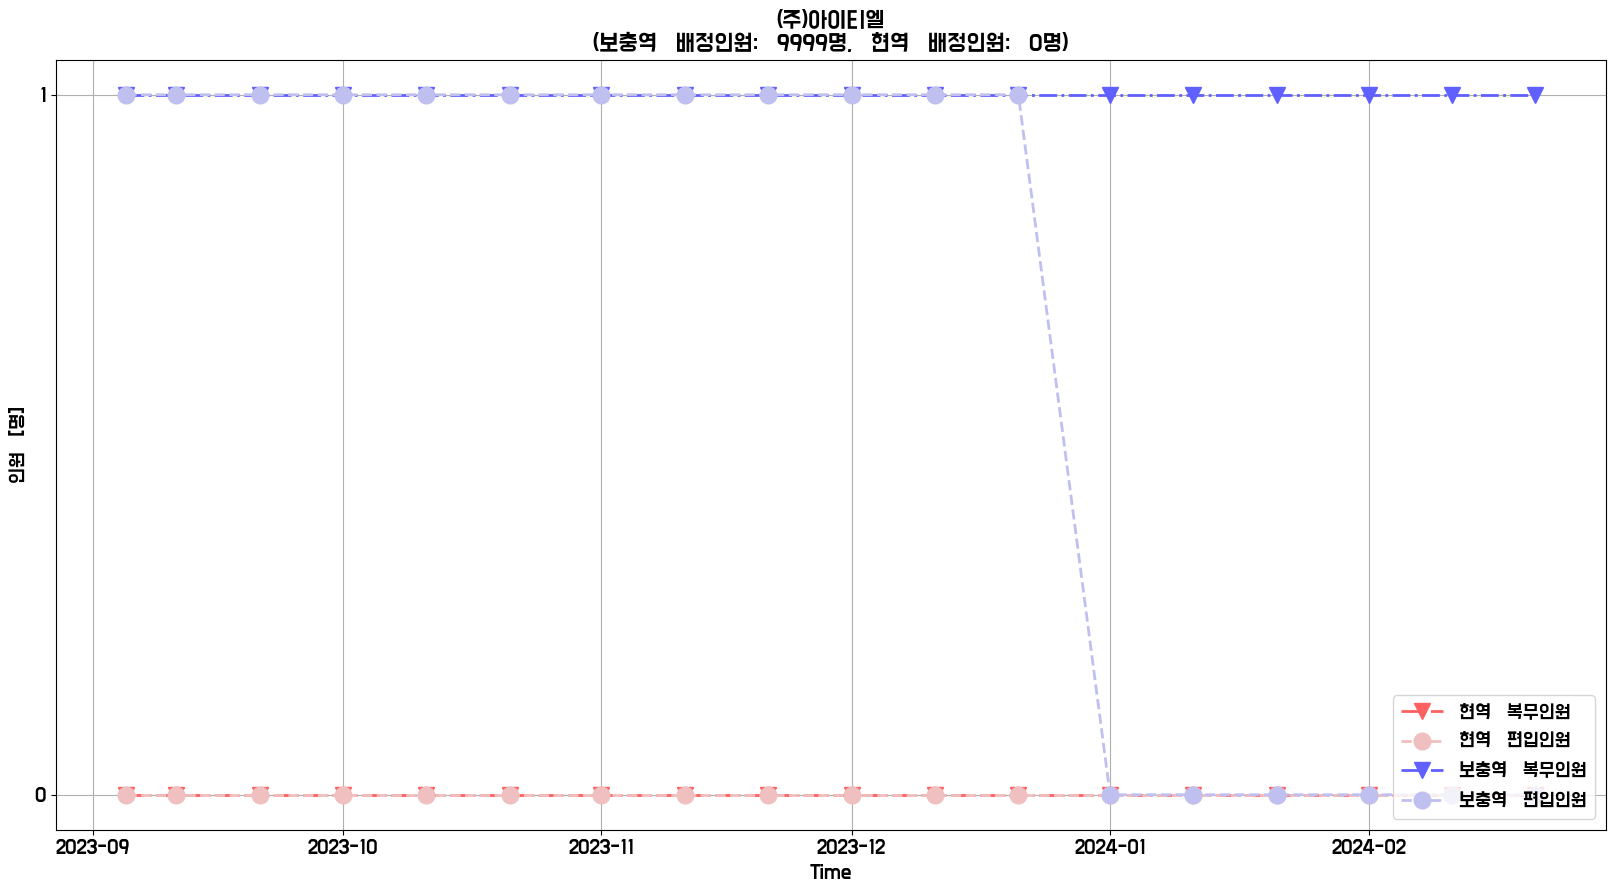 (주)아이티엘
(보충역 배정인원: 9999명, 현역 배정인원: 0명)
1
인원 [명]
0
현역 복무인원
현역 편입인원
보충역 복무인원
보충역 편입인원
2023-09 2023-10 2023-11 2023-12 2024-01 2024-02
Time